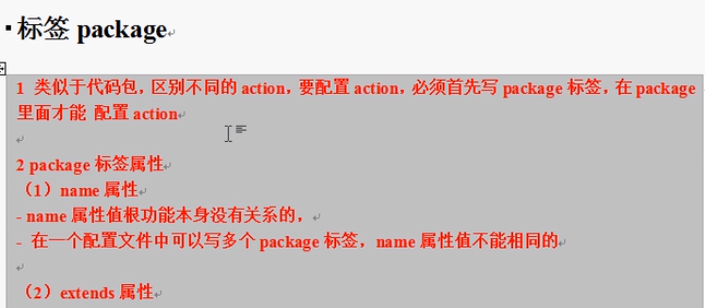 标签 package
1 类似于代码包，区别不同的 action，要配置 action，必须首先写 package 标签，在 package
里面才能 配置 action
2 package 标签属性
（1）name 属性
- name 属性值根功能本身没有关系的，
- 在一个配置文件中可以写多个 package 标签，name 属性值不能相同的
（2）extends 属性